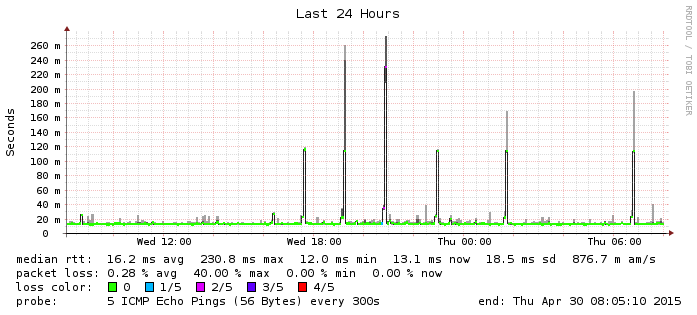 Last 24 Hours
RRDTOOL / TOBI OETIKER
Seconds
260 m
240 m
220 m
200 m
180 m
160 m
140 m
120 m
100 m
80 m
60 m
40 m
20 m
0
Wed 12:00 Wed 18:00 Thu 00:00 Thu 06:00
median rtt: 16.2 ms avg 230.8 ms max 12.0 ms min 13.1 ms now 18.5 ms sd 876.7 m am/s
packet loss: 0.28 % avg 40.00 % max 0.00 % min 0.00 % now
loss color: 0 1/5 2/5 3/5 4/5
probe: 5 ICMP Echo Pings (56 Bytes) every 300s end: Thu Apr 30 08:05:10 2015